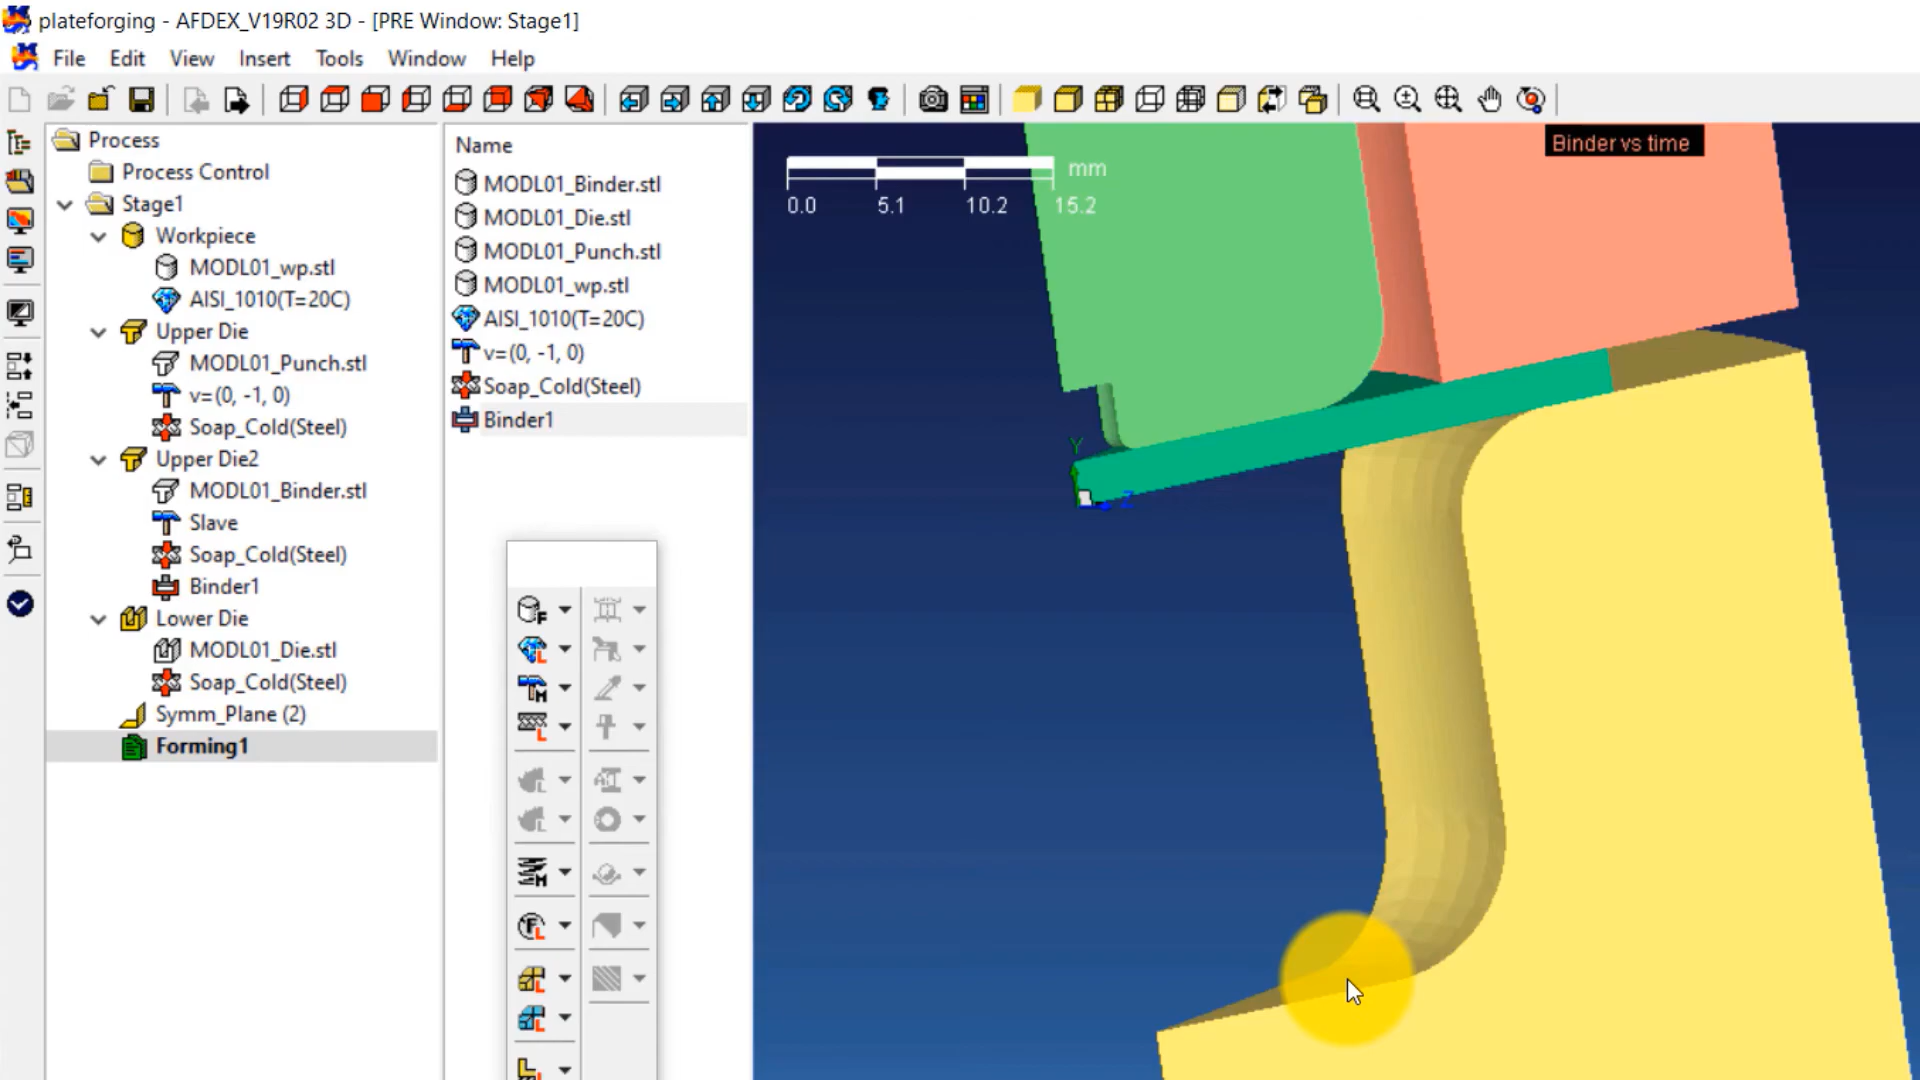 plateforging - AFDEX_V19R02 3D - [PRE Window: Stage1]
File Edit View Insert Tools Window Help
Process
Process Control
Stage1
Workpiece
MODL01_wp.stl
AISI_1010(T=20C)
Upper Die
MODL01_Punch.stl
v=(0, -1, 0)
Soap_Cold(Steel)
Upper Die2
MODL01_Binder.stl
Slave
Soap_Cold(Steel)
Binder1
Lower Die
MODL01_Die.stl
Soap_Cold(Steel)
Symm_Plane (2)
Forming1
Name
MODL01_Binder.stl
MODL01_Die.stl
MODL01_Punch.stl
MODL01_wp.stl
AISI_1010(T=20C)
v=(0, -1, 0)
Soap_Cold(Steel)
Binder1
mm
0.0 5.1 10.2 15.2
Binder vs time
Y
Z